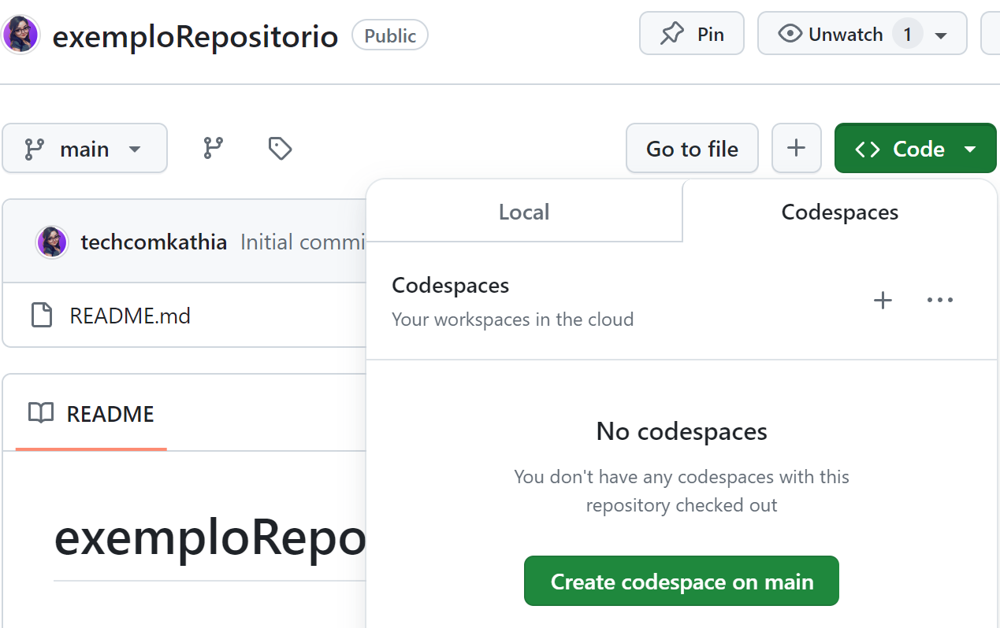 exemploRepositorio Public Pin Unwatch 1
main Go to file + Code
Local Codespaces
techcomkathia Initial commi
Codespaces
Your workspaces in the cloud
README.md
README
No codespaces
You don't have any codespaces with this
repository checked out
exemploRepo
Create codespace on main